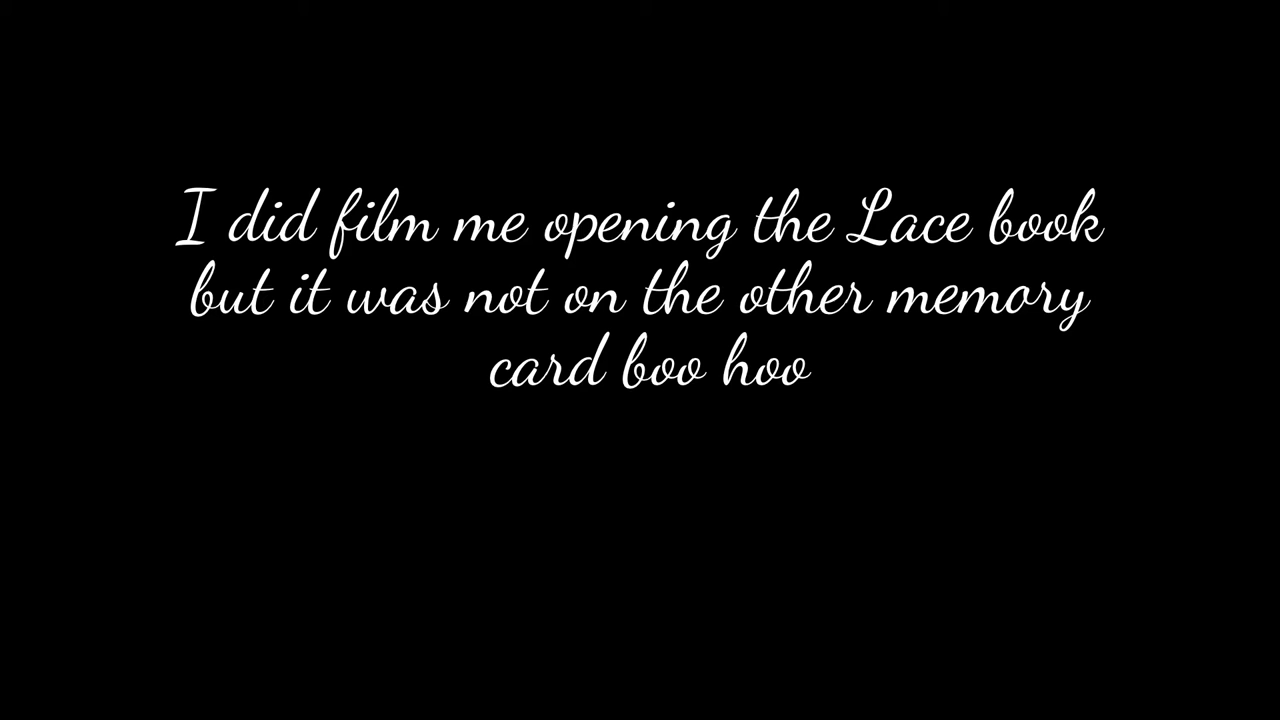 I did film me opening the Lace book
but it was not on the other memory
card boo hoo